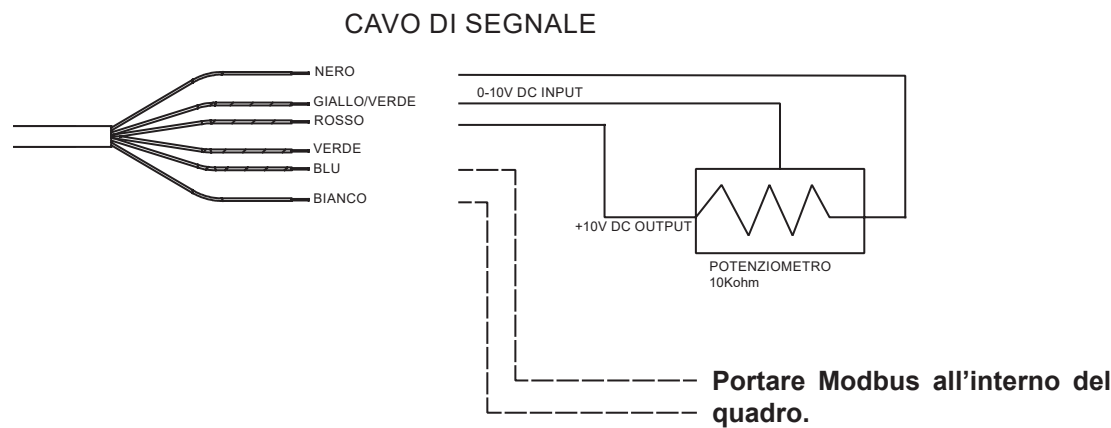 CAVO DI SEGNALE
NERO
GIALLO/VERDE
0-10V DC INPUT
ROSSO
VERDE
BLU
BIANCO
+10V DC OUTPUT
POTENZIOMETRO
10Kohm
Portare Modbus all’interno del
quadro.